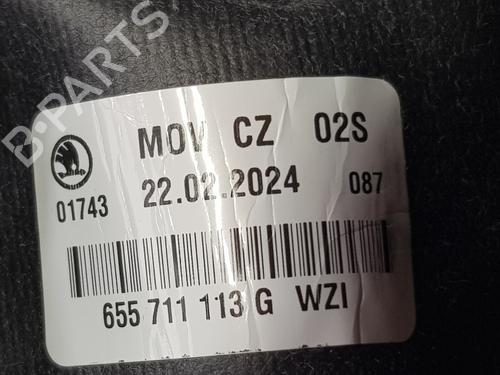 B-PARTS
MOV CZ 02S
01743 22.02.2024 087
655 711 113 G WZI